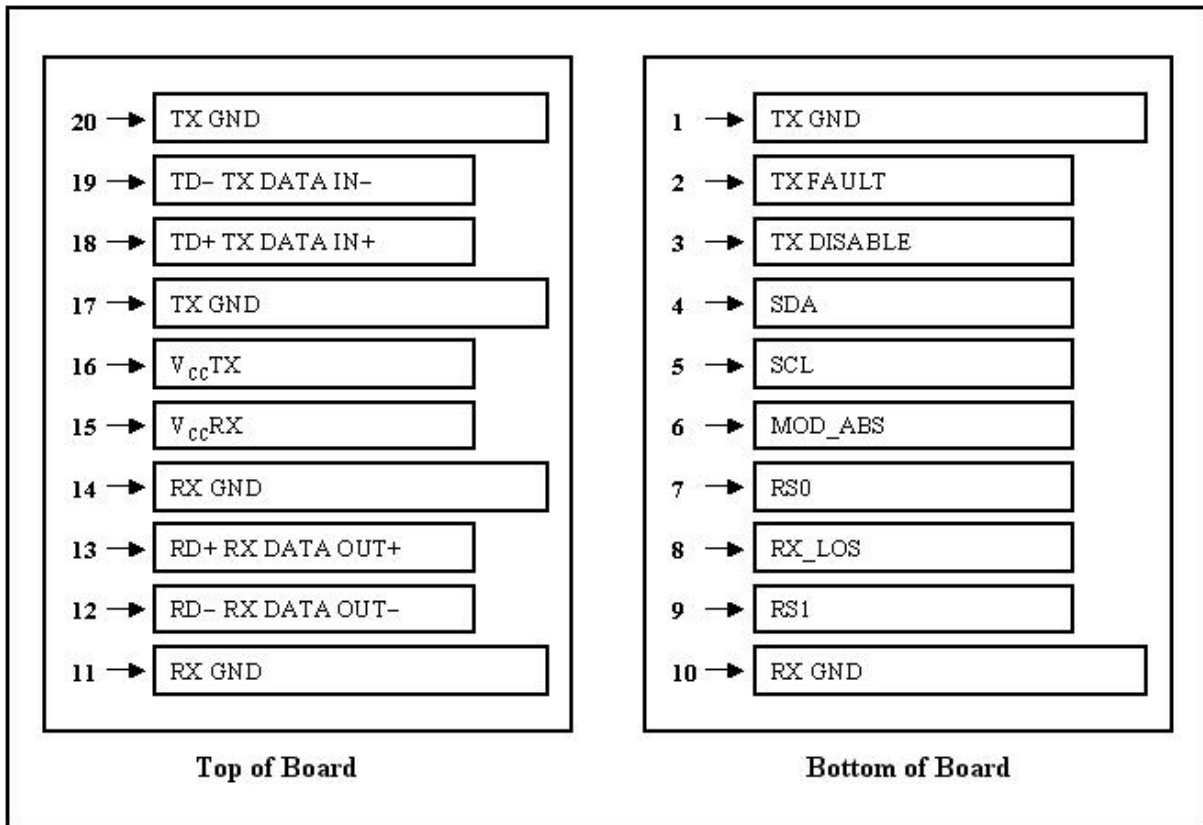 20 TX GND
19 TD− TX DATA IN−
18 TD+ TX DATA IN+
17 TX GND
16 VCCTX
15 VCCRX
14 RX GND
13 RD+ RX DATA OUT+
12 RD− RX DATA OUT−
11 RX GND
Top of Board
1 TX GND
2 TX FAULT
3 TX DISABLE
4 SDA
5 SCL
6 MOD_ABS
7 RS0
8 RX_LOS
9 RS1
10 RX GND
Bottom of Board